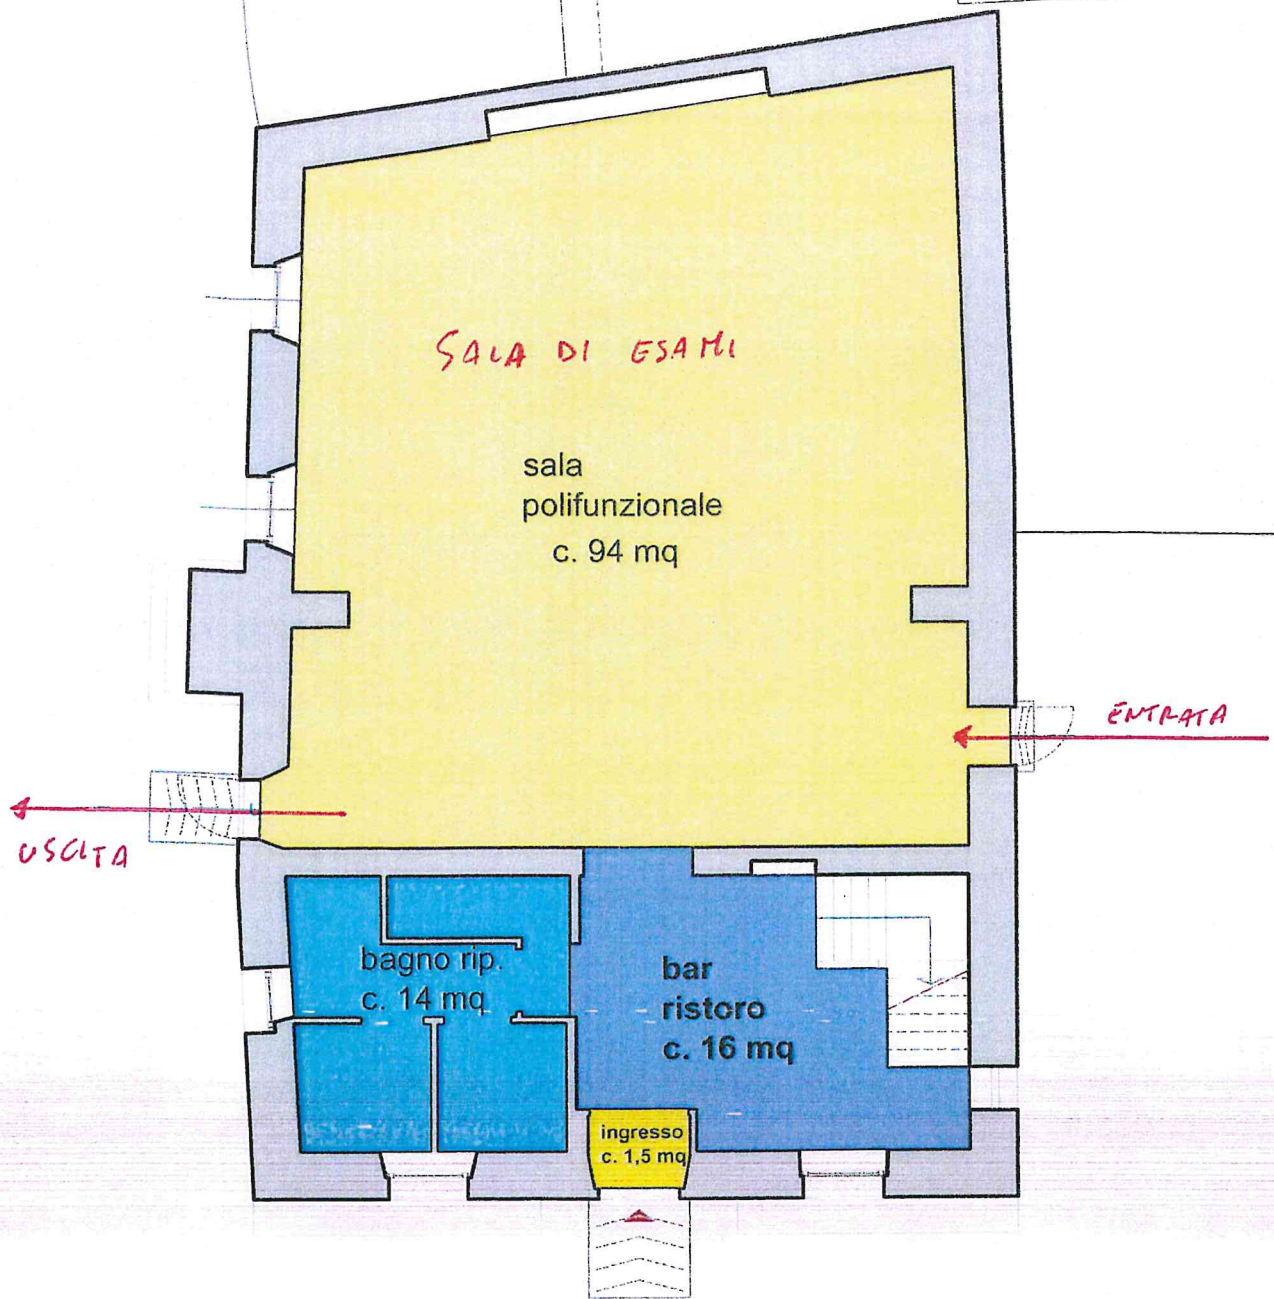 SALA DI ESAMI
sala
polifunzionale
c. 94 mq
ENTRATA
USCITA
bagno rip.
c. 14 mq
bar
ristoro
c. 16 mq
ingresso
c. 1,5 mq